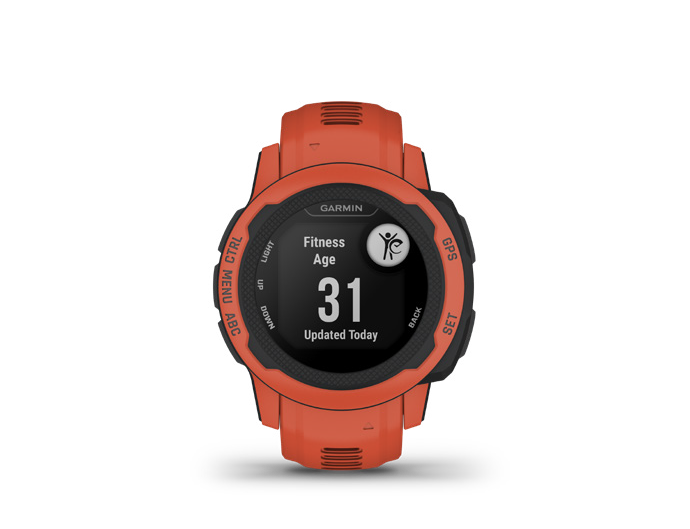 GARMIN
Fitness
Age
31
Updated Today
LIGHT
UP
DOWN
BACK
CTRL
MENU
ABC
GPS
SET